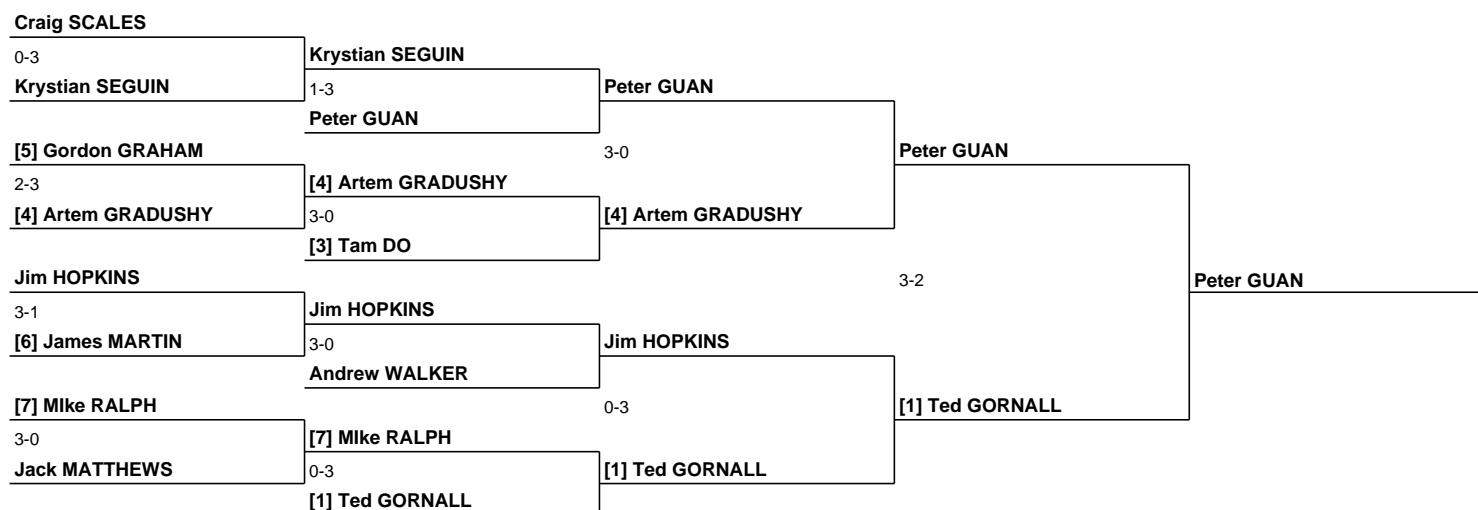 Craig SCALES
0-3
Krystian SEGUIN
Krystian SEGUIN
1-3
Peter GUAN
Peter GUAN
[5] Gordon GRAHAM
2-3
[4] Artem GRADUSHY
[4] Artem GRADUSHY
3-0
[3] Tam DO
3-0
[4] Artem GRADUSHY
Peter GUAN
Jim HOPKINS
3-1
[6] James MARTIN
Jim HOPKINS
3-0
Andrew WALKER
Jim HOPKINS
[7] MIke RALPH
3-0
Jack MATTHEWS
[7] MIke RALPH
0-3
[1] Ted GORNALL
0-3
[1] Ted GORNALL
[1] Ted GORNALL
3-2
Peter GUAN